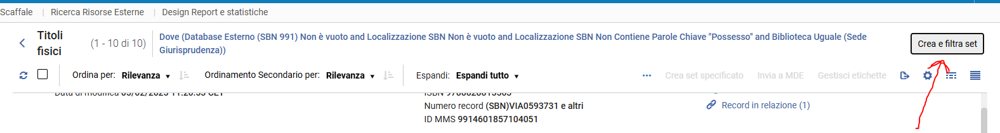 Scaffale | Ricerca Risorse Esterne | Design Report e statistiche
Titoli fisici
(1 - 10 di 10)
Dove (Database Esterno (SBN 991) Non è vuoto and Localizzazione SBN Non è vuoto and Localizzazione SBN Non Contiene Parole Chiave "Possesso" and Biblioteca Uguale (Sede
Giurisprudenza))
Crea e filtra set
Ordina per: Rilevanza
Ordinamento Secondario per: Rilevanza
Espandi: Espandi tutto
Crea set specificato
Invia a MDE
Gestisci etichette
Data di modifica
Numero record (SBN)VIA0593731 e altri
Record in relazione (1)
ID MMS 9914601857104051